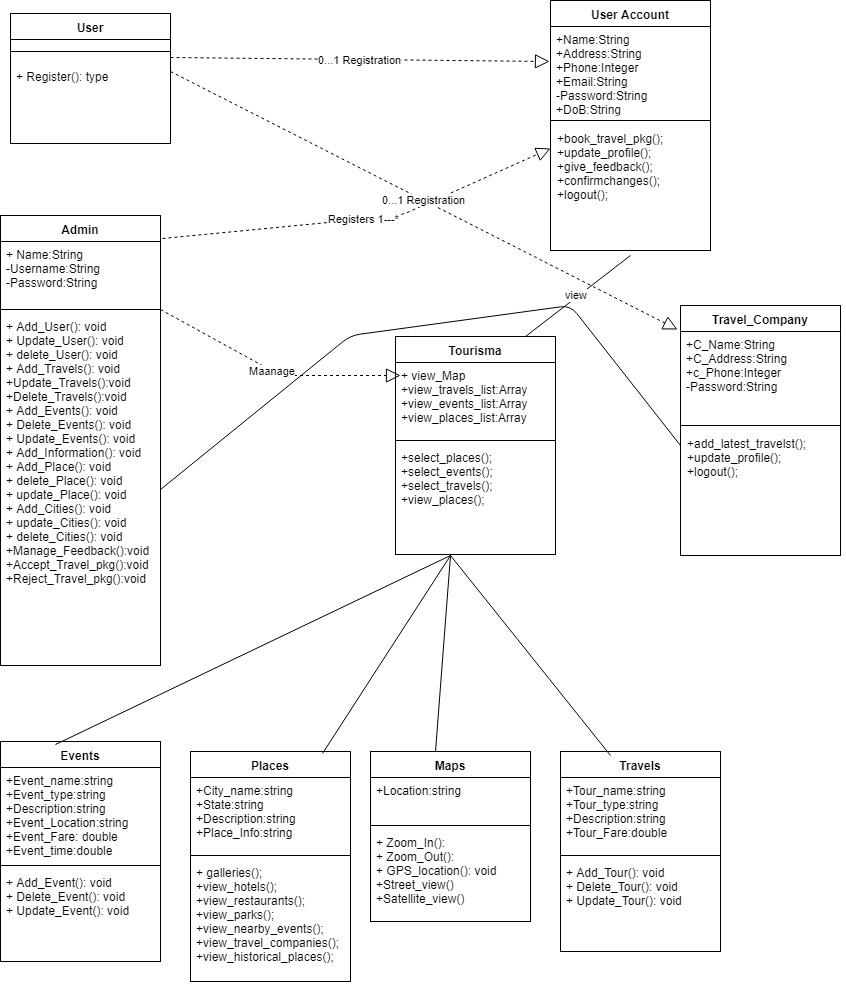 User
+ Register(): type
User Account
+Name:String
+Address:String
+Phone:Integer
+Email:String
-Password:String
+DoB:String
+book_travel_pkg();
+update_profile();
+give_feedback();
+confirmchanges();
+logout();
0...1 Registration
0...1 Registration
Registers 1---*
Admin
+ Name:String
-Username:String
-Password:String
+ Add_User(): void
+ Update_User(): void
+ delete_User(): void
+ Add_Travels(): void
+Update_Travels():void
+Delete_Travels():void
+ Add_Events(): void
+ Delete_Events(): void
+ Update_Events(): void
+ Add_Information(): void
+ Add_Place(): void
+ delete_Place(): void
+ update_Place(): void
+ Add_Cities(): void
+ update_Cities(): void
+ delete_Cities(): void
+Manage_Feedback():void
+Accept_Travel_pkg():void
+Reject_Travel_pkg():void
view
Maanage
Tourisma
+ view_Map
+view_travels_list:Array
+view_events_list:Array
+view_places_list:Array
+select_places();
+select_events();
+select_travels();
+view_places();
Travel_Company
+C_Name:String
+C_Address:String
+c_Phone:Integer
-Password:String
+add_latest_travelst();
+update_profile();
+logout();
Events
+Event_name:string
+Event_type:string
+Description:string
+Event_Location:string
+Event_Fare: double
+Event_time:double
+ Add_Event(): void
+ Delete_Event(): void
+ Update_Event(): void
Places
+City_name:string
+State:string
+Description:string
+Place_Info:string
+ galleries();
+view_hotels();
+view_restaurants();
+view_parks();
+view_nearby_events();
+view_travel_companies();
+view_historical_places();
Maps
+Location:string
+ Zoom_In():
+ Zoom_Out():
+ GPS_location(): void
+Street_view()
+Satellite_view()
Travels
+Tour_name:string
+Tour_type:string
+Description:string
+Tour_Fare:double
+ Add_Tour(): void
+ Delete_Tour(): void
+ Update_Tour(): void